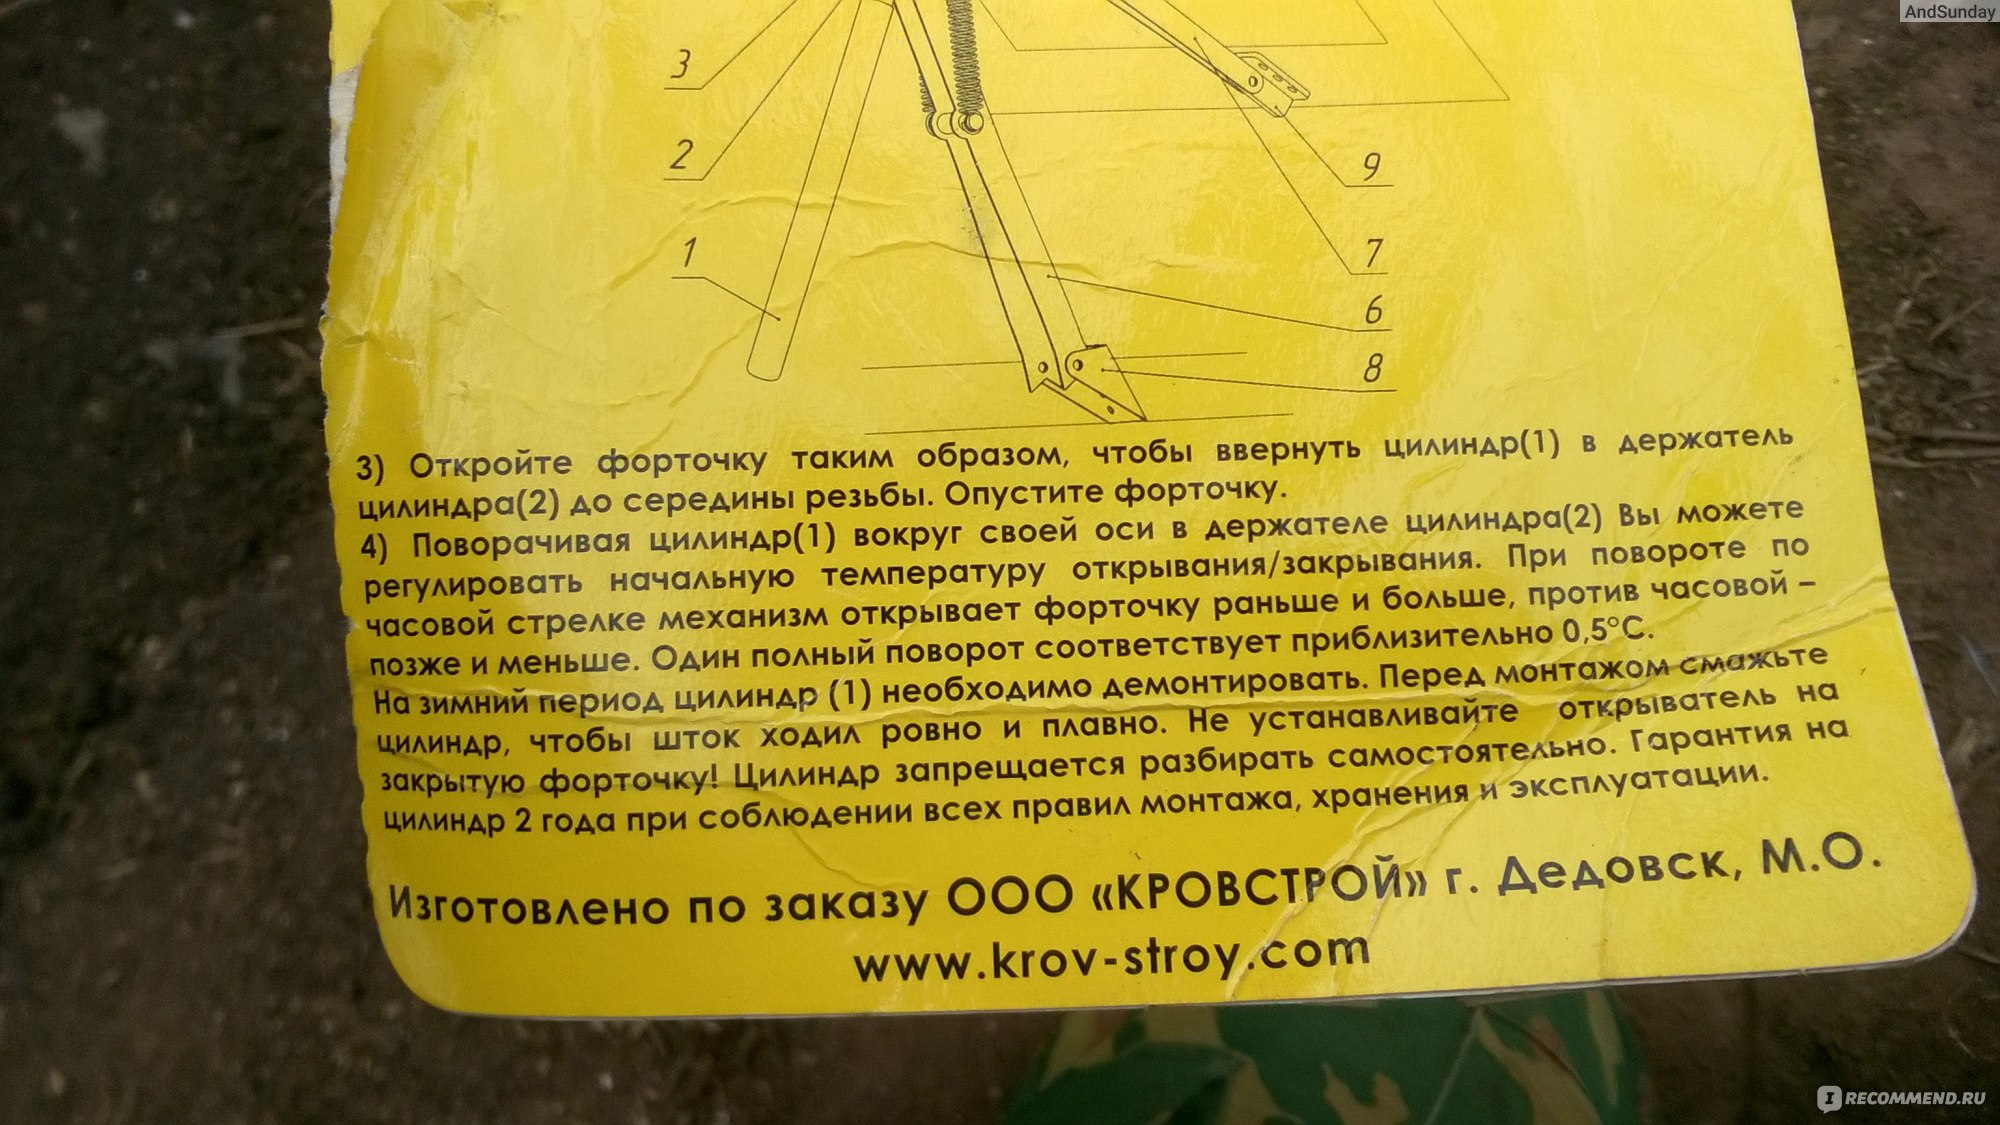 AndSunday
3
2
1
9
7
6
8
3) Откройте форточку таким образом, чтобы ввернуть цилиндр(1) в держатель
цилиндра(2) до середины резьбы. Опустите форточку.
4) Поворачивая цилиндр(1) вокруг своей оси в держателе цилиндра(2) Вы можете
регулировать начальную температуру открывания/закрывания. При повороте по
часовой стрелке механизм открывает форточку раньше и больше, против часовой –
позже и меньше. Один полный поворот соответствует приблизительно 0,5°С.
На зимний период цилиндр (1) необходимо демонтировать. Перед монтажом смажьте
цилиндр, чтобы шток ходил ровно и плавно. Не устанавливайте открыватель на
закрытую форточку! Цилиндр запрещается разбирать самостоятельно. Гарантия на
цилиндр 2 года при соблюдении всех правил монтажа, хранения и эксплуатации.
Изготовлено по заказу ООО «КРОВСТРОЙ» г. Дедовск, М.О.
www.krov-stroy.com
IRECOMMEND.RU